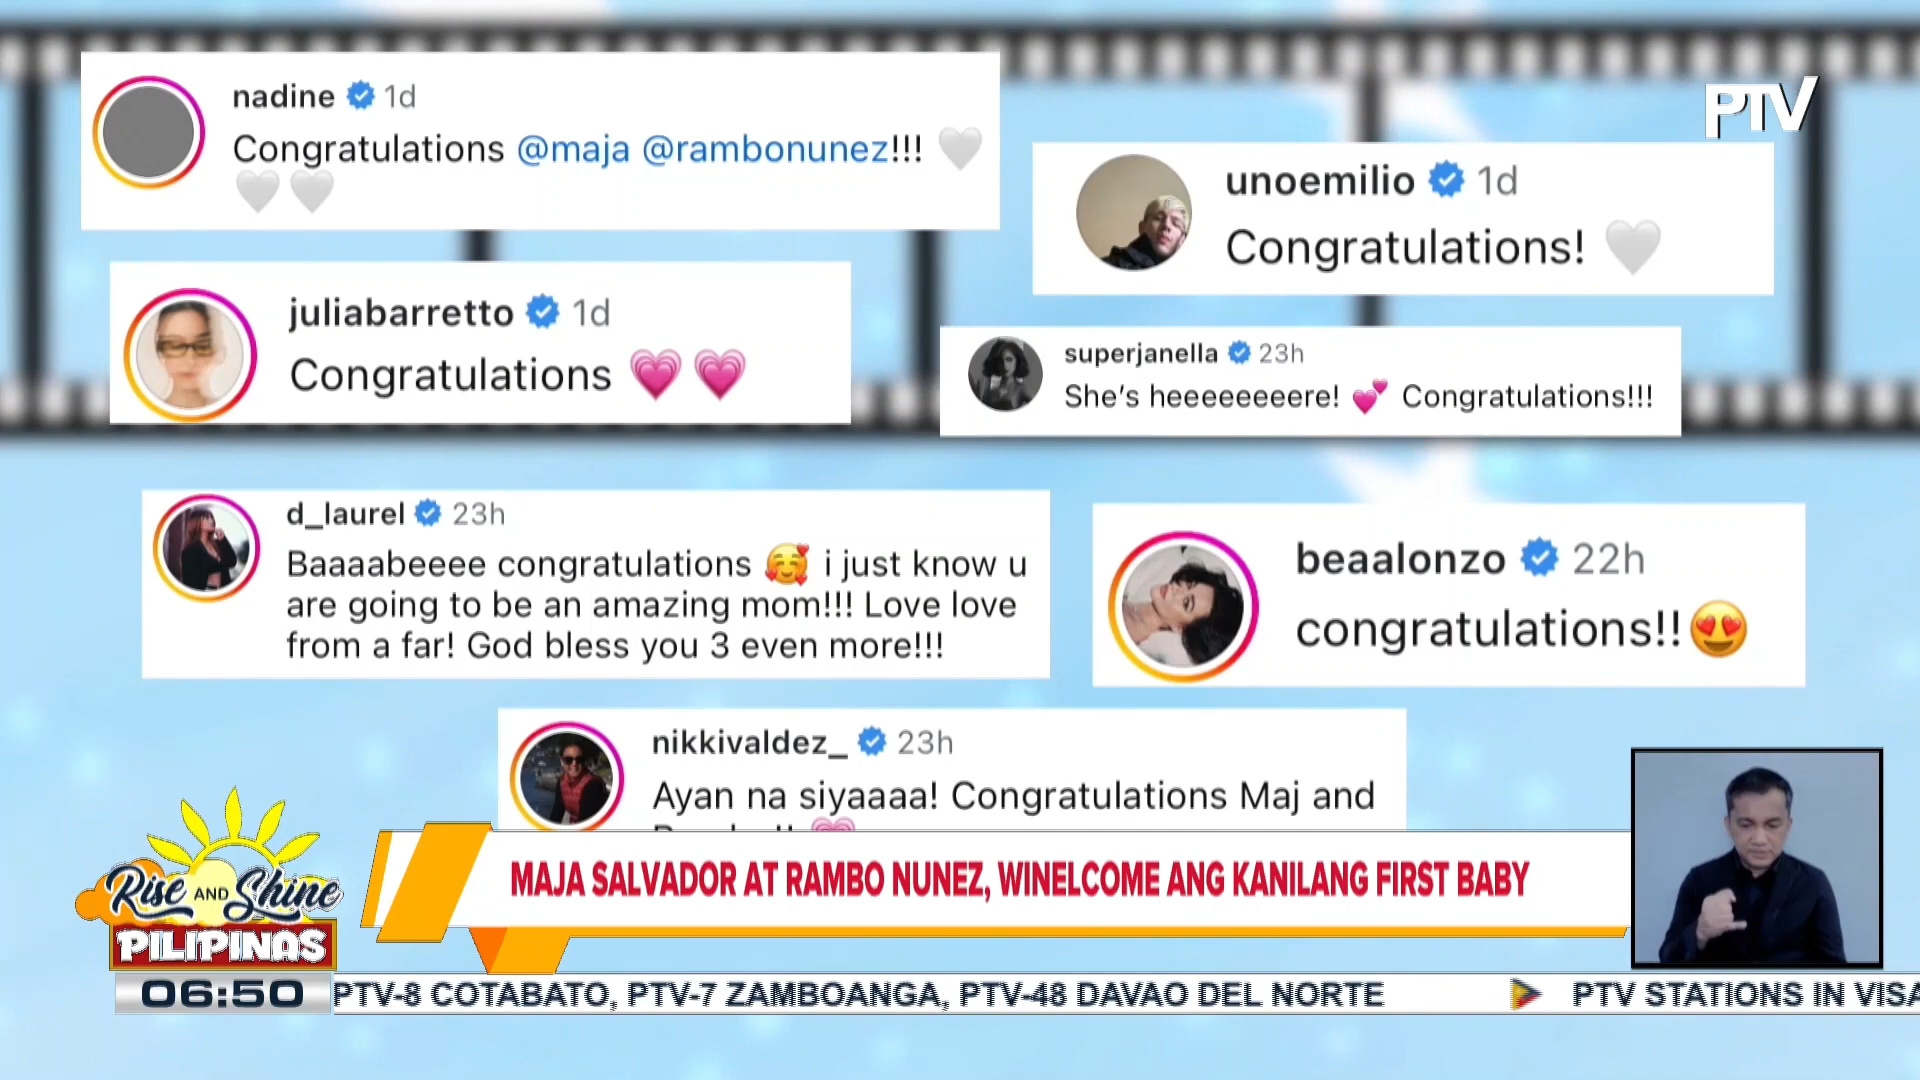 nadine 1d
Congratulations @maja @rambonunez!!! 🤍
🤍🤍
PTV
unoemilio 1d
Congratulations! 🤍
juliabarretto 1d
Congratulations 💗💗
superjanella 23h
She's heeeeeeeere! 💕 Congratulations!!!
d_laurel 23h
Baaaabeeee congratulations 🥰 i just know u
are going to be an amazing mom!!! Love love
from a far! God bless you 3 even more!!!
beaalonzo 22h
congratulations!!😍
nikkivaldez_ 23h
Ayan na siyaaaa! Congratulations Maj and
Rise AND Shine
PILIPINAS
MAJA SALVADOR AT RAMBO NUNEZ, WINELCOME ANG KANILANG FIRST BABY
06:50
PTV-8 COTABATO, PTV-7 ZAMBOANGA, PTV-48 DAVAO DEL NORTE PTV STATIONS IN VISA